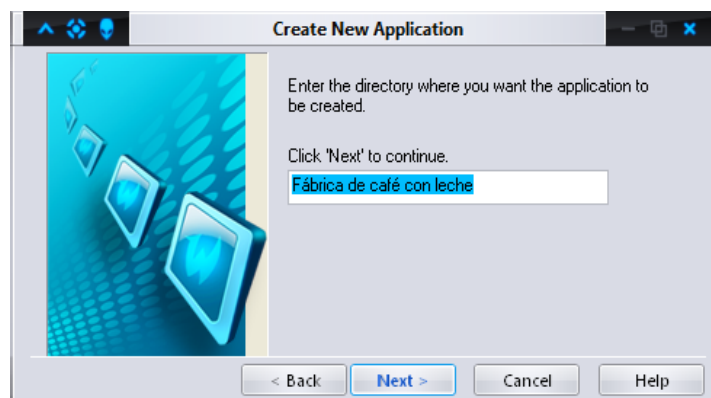 Create New Application
Enter the directory where you want the application to
be created.
Click 'Next' to continue.
Fábrica de café con leche
< Back
Next >
Cancel
Help